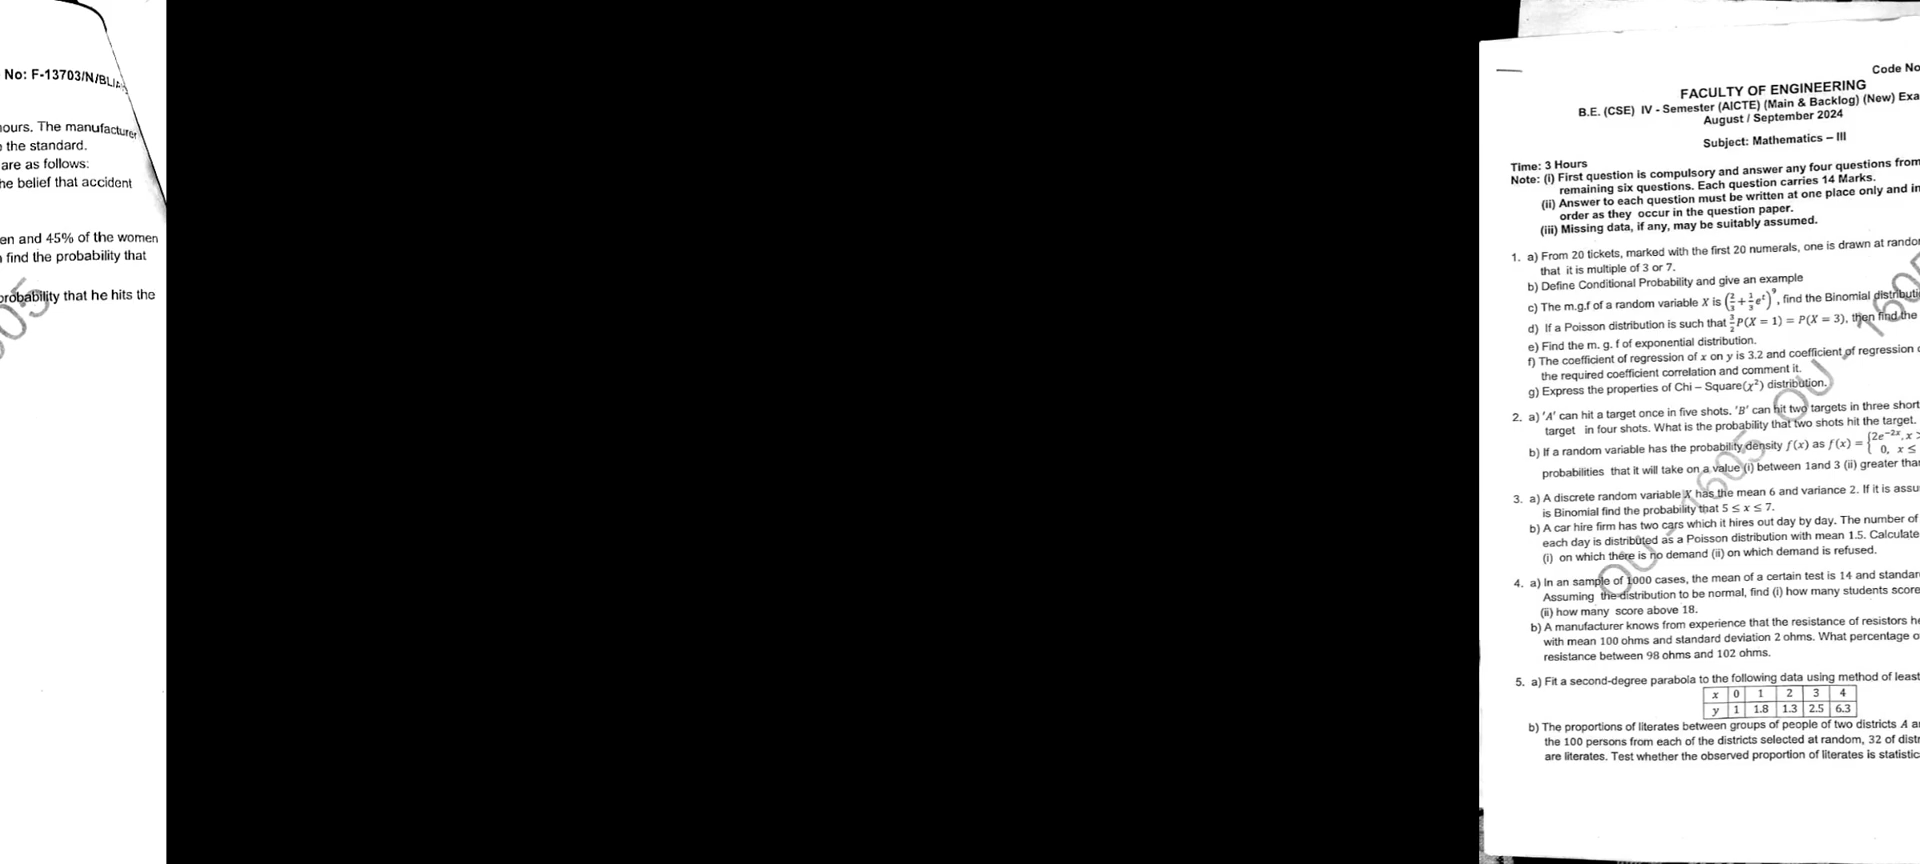 No: F-13703/N/BL/A
ours. The manufacturer
the standard.
are as follows:
he belief that accident
en and 45% of the women
find the probability that
probability that he hits the
05
Code No
FACULTY OF ENGINEERING
B.E. (CSE) IV - Semester (AICTE) (Main & Backlog) (New) Exa
August / September 2024
Subject: Mathematics – III
Time: 3 Hours
Note: (i) First question is compulsory and answer any four questions from
remaining six questions. Each question carries 14 Marks.
(ii) Answer to each question must be written at one place only and in
order as they occur in the question paper.
(iii) Missing data, if any, may be suitably assumed.
1. a) From 20 tickets, marked with the first 20 numerals, one is drawn at rando
that it is multiple of 3 or 7.
b) Define Conditional Probability and give an example
c) The m.g.f of a random variable X is (2/3 + 1/3 e^t)^9, find the Binomial distributi
d) If a Poisson distribution is such that 3/2 P(X = 1) = P(X = 3), then find the
e) Find the m. g. f of exponential distribution.
f) The coefficient of regression of x on y is 3.2 and coefficient of regression
the required coefficient correlation and comment it.
g) Express the properties of Chi – Square(χ²) distribution.
2. a) 'A' can hit a target once in five shots. 'B' can hit two targets in three short
target in four shots. What is the probability that two shots hit the target.
b) If a random variable has the probability density f(x) as f(x) = {2e^{-2x}, x >
0, x ≤
probabilities that it will take on a value (i) between 1and 3 (ii) greater tha
3. a) A discrete random variable X has the mean 6 and variance 2. If it is assu
is Binomial find the probability that 5 ≤ x ≤ 7.
b) A car hire firm has two cars which it hires out day by day. The number of
each day is distributed as a Poisson distribution with mean 1.5. Calculate
(i) on which there is no demand (ii) on which demand is refused.
4. a) In an sample of 1000 cases, the mean of a certain test is 14 and standar
Assuming the distribution to be normal, find (i) how many students score
(ii) how many score above 18.
b) A manufacturer knows from experience that the resistance of resistors he
with mean 100 ohms and standard deviation 2 ohms. What percentage o
resistance between 98 ohms and 102 ohms.
5. a) Fit a second-degree parabola to the following data using method of least
x 0 1 2 3 4
y 1 1.8 1.3 2.5 6.3
b) The proportions of literates between groups of people of two districts A a
the 100 persons from each of the districts selected at random, 32 of distr
are literates. Test whether the observed proportion of literates is statistic
OU - 1605 OU - 1605